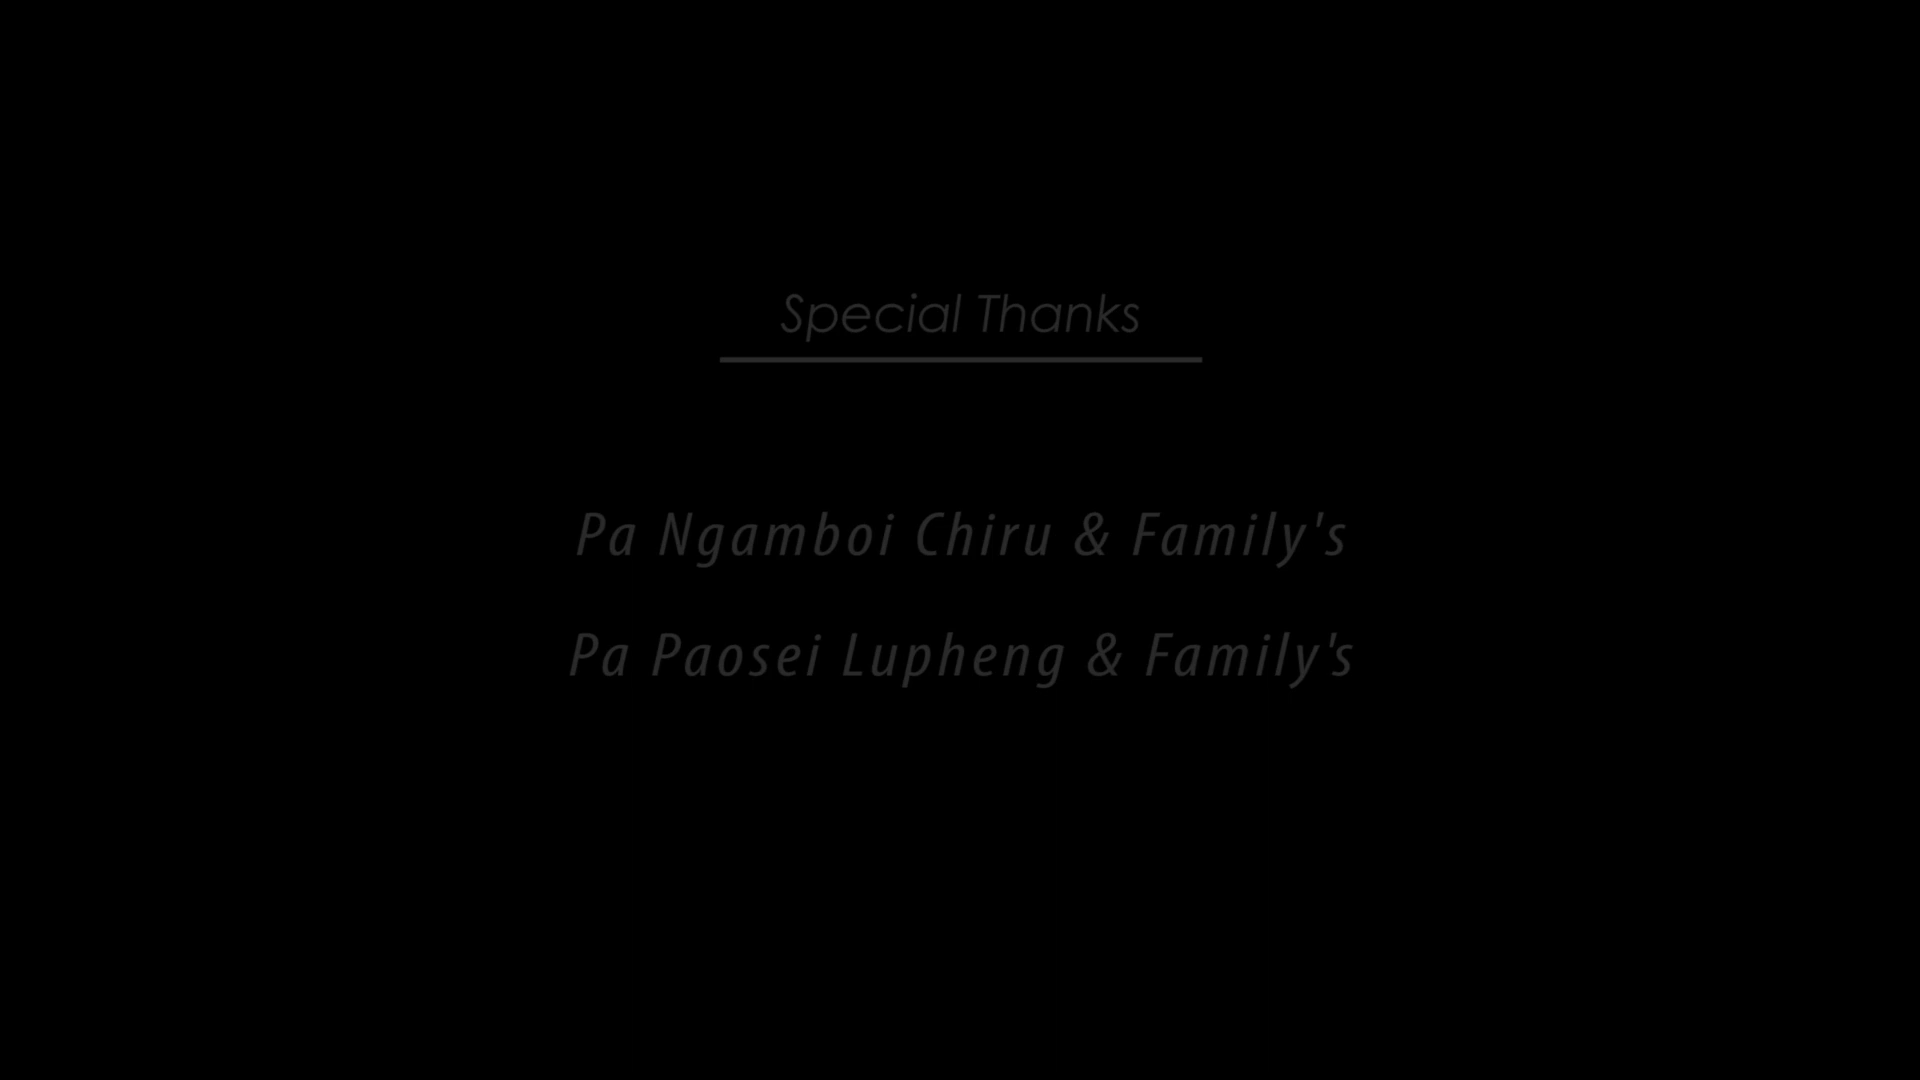 Special Thanks
Pa Ngamboi Chiru & Family's
Pa Paosei Lupheng & Family's